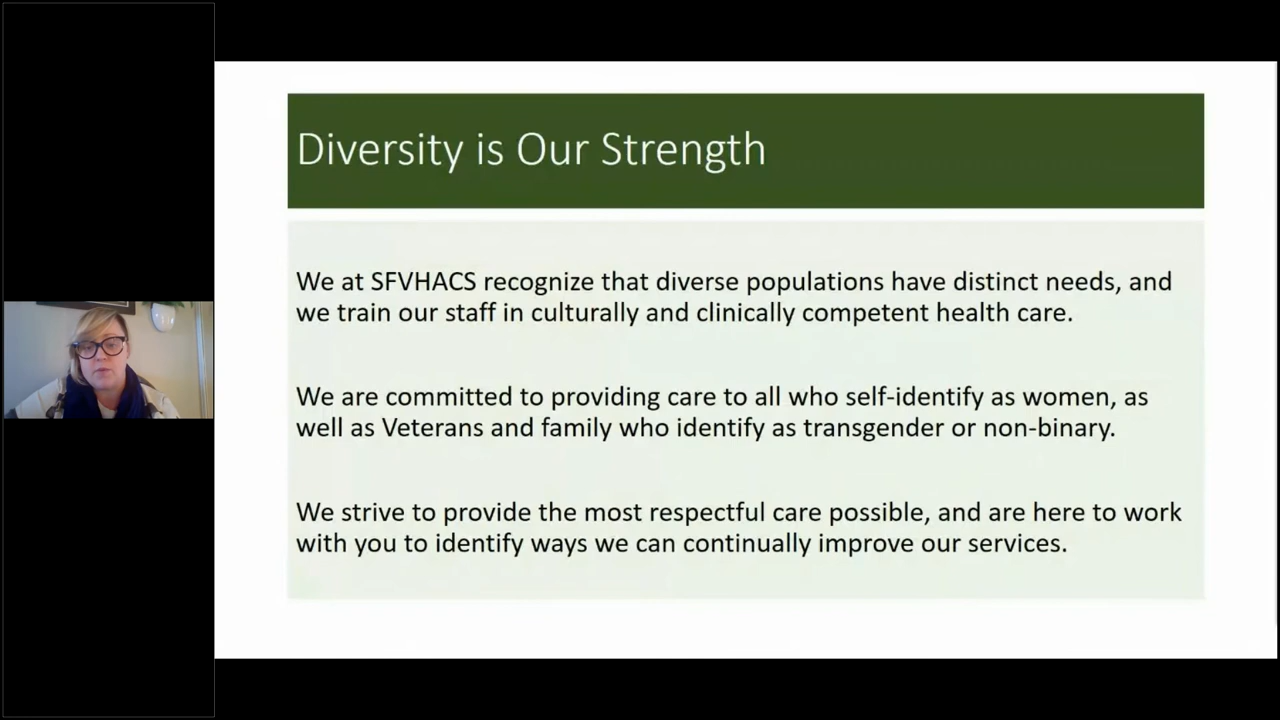 Diversity is Our Strength
We at SFVHACS recognize that diverse populations have distinct needs, and
we train our staff in culturally and clinically competent health care.
We are committed to providing care to all who self-identify as women, as
well as Veterans and family who identify as transgender or non-binary.
We strive to provide the most respectful care possible, and are here to work
with you to identify ways we can continually improve our services.